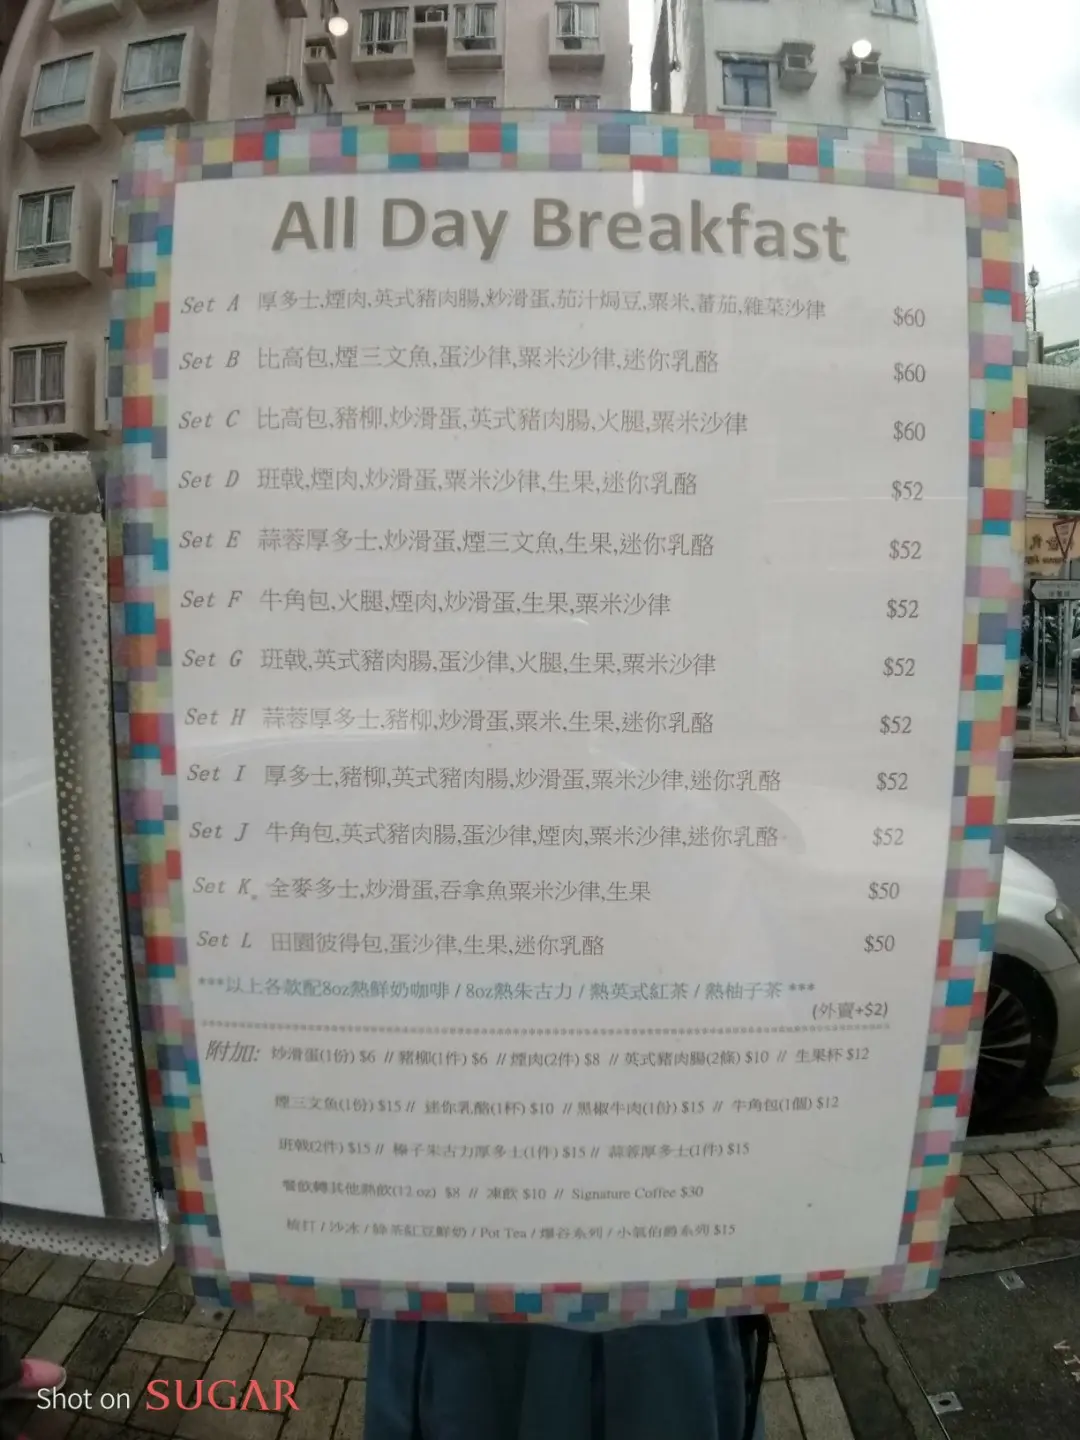 All Day Breakfast
Set A 厚多士,煙肉,英式豬肉腸,炒滑蛋,茄汁焗豆,粟米,蕃茄,雜菜沙律 $60
Set B 比高包,煙三文魚,蛋沙律,粟米沙律,迷你乳酪 $60
Set C 比高包,豬柳,炒滑蛋,英式豬肉腸,火腿,粟米沙律 $60
Set D 班戟,煙肉,炒滑蛋,粟米沙律,生果,迷你乳酪 $52
Set E 蒜蓉厚多士,炒滑蛋,煙三文魚,生果,迷你乳酪 $52
Set F 牛角包,火腿,煙肉,炒滑蛋,生果,粟米沙律 $52
Set G 班戟,英式豬肉腸,蛋沙律,火腿,生果,粟米沙律 $52
Set H 蒜蓉厚多士,豬柳,炒滑蛋,粟米,生果,迷你乳酪 $52
Set I 厚多士,豬柳,英式豬肉腸,炒滑蛋,粟米沙律,迷你乳酪 $52
Set J 牛角包,英式豬肉腸,蛋沙律,煙肉,粟米沙律,迷你乳酪 $52
Set K 全麥多士,炒滑蛋,吞拿魚粟米沙律,生果 $50
Set L 田園彼得包,蛋沙律,生果,迷你乳酪 $50
***以上各款配8oz熱鮮奶咖啡 / 8oz熱朱古力 / 熱英式紅茶 / 熱柚子茶 ***
(外賣+$2)
附加: 炒滑蛋(1份) $6 // 豬柳(1件) $6 // 煙肉(2件) $8 // 英式豬肉腸(2條) $10 // 生果杯 $12
煙三文魚(1份) $15 // 迷你乳酪(1杯) $10 // 黑椒牛肉(1份) $15 // 牛角包(1個) $12
班戟(2件) $15 // 榛子朱古力厚多士(1件) $15 // 蒜蓉厚多士(1件) $15
餐飲轉其他熱飲(12 oz) $8 // 凍飲 $10 // Signature Coffee $30
梳打 / 沙冰 / 綠茶紅豆鮮奶 / Pot Tea / 爆谷系列 / 小氣伯爵系列 $15
Shot on SUGAR